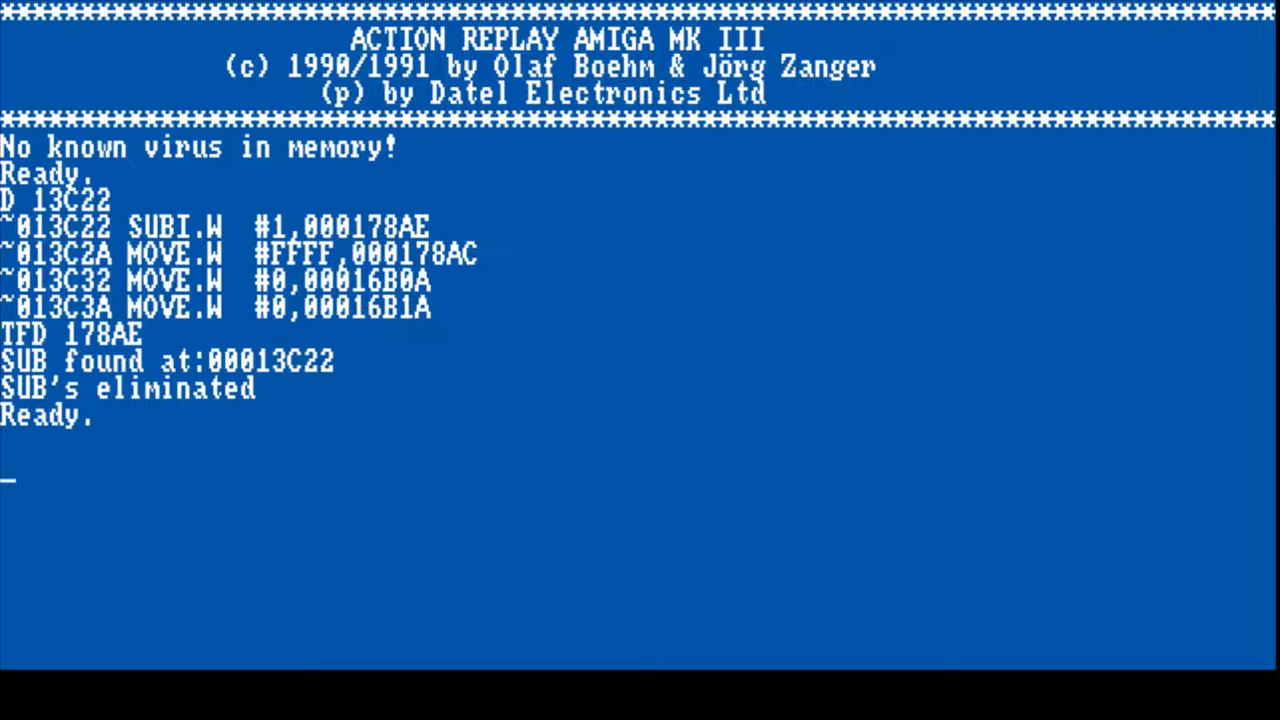 ********************************************************************************
ACTION REPLAY AMIGA MK III
(c) 1990/1991 by Olaf Boehm & Jörg Zanger
(p) by Datel Electronics Ltd
********************************************************************************
No known virus in memory!
Ready.
D 13C22
~013C22 SUBI.W  #1,000178AE
~013C2A MOVE.W  #FFFF,000178AC
~013C32 MOVE.W  #0,00016B0A
~013C3A MOVE.W  #0,00016B1A
TFD 178AE
SUB found at:00013C22
SUB's eliminated
Ready.
_